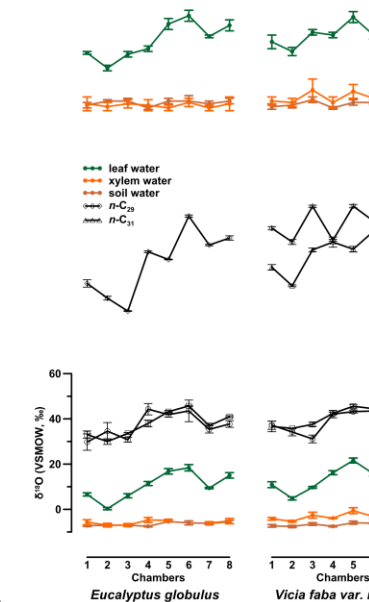 leaf water
xylem water
soil water
n-C₂₉
n-C₃₁
60
40
20
0
δ¹⁸O (VSMOW, ‰)
1 2 3 4 5 6 7 8
1 2 3 4 5
Chambers
Chambers
Eucalyptus globulus
Vicia faba var.